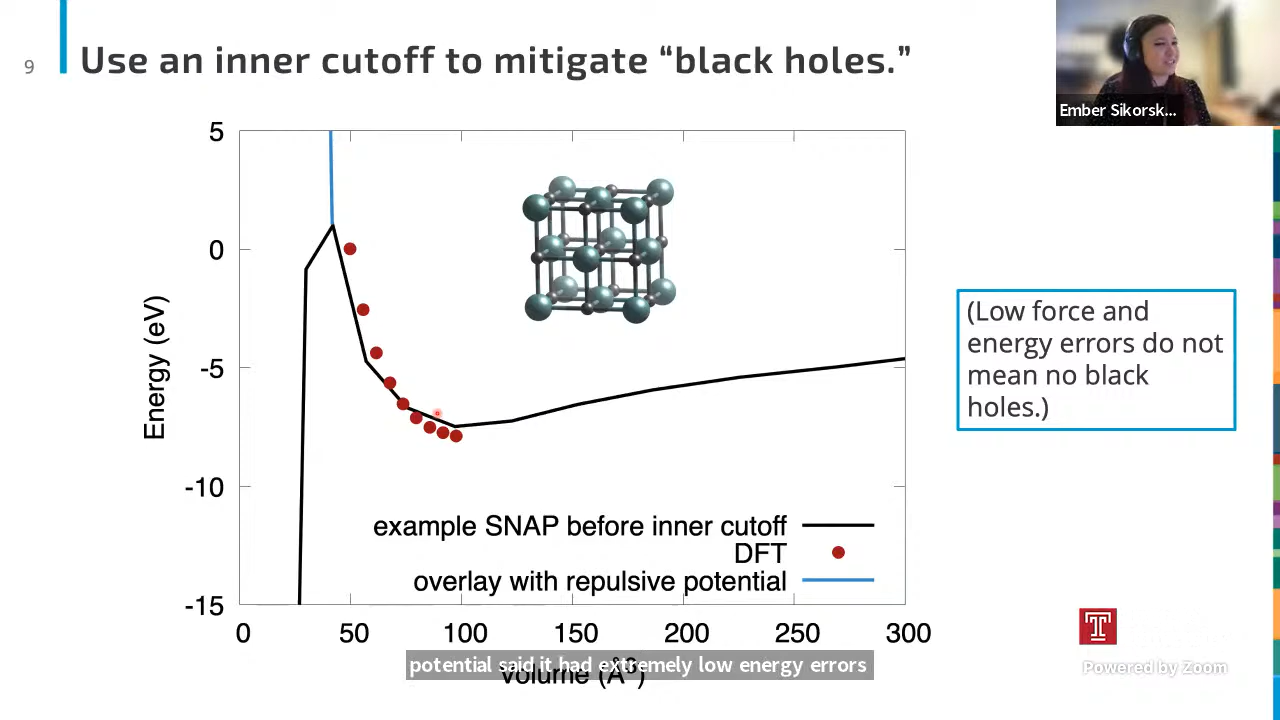 9
Use an inner cutoff to mitigate “black holes.”
Ember Sikorsk...
5
0
-5
-10
-15
Energy (eV)
(Low force and
energy errors do not
mean no black
holes.)
example SNAP before inner cutoff
DFT
overlay with repulsive potential
0 50 100 150 200 250 300
volume (Å³)
potential said it had extremely low energy errors
T
Powered by Zoom